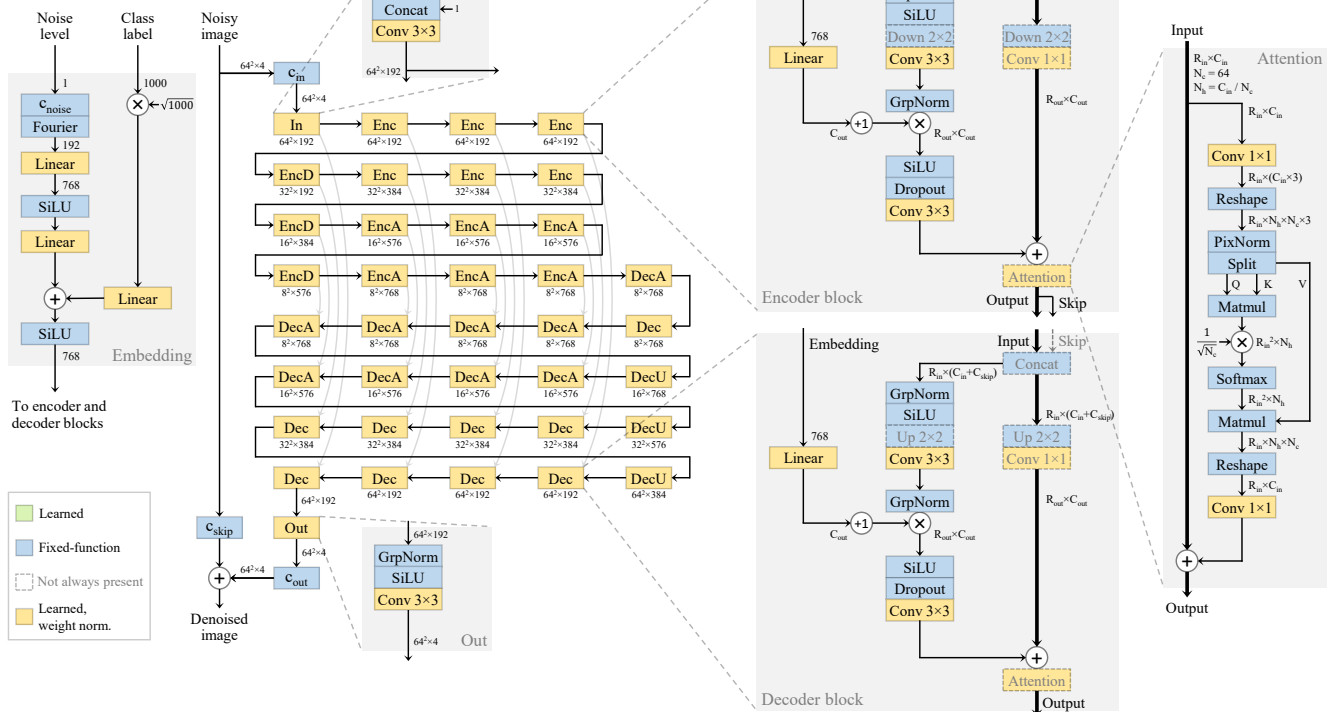 Noise
level
Class
label
Noisy
image
1
1000
c_noise
Fourier
×
√1000
192
Linear
768
SiLU
Linear
+
Linear
SiLU
768
Embedding
To encoder and
decoder blocks
Learned
Fixed-function
Not always present
Learned,
weight norm.
64²×4
c_in
64²×4
Concat
1
Conv 3×3
64²×192
In
Enc
Enc
Enc
64²×192
64²×192
64²×192
64²×192
EncD
Enc
Enc
Enc
32²×192
32²×384
32²×384
32²×384
EncD
EncA
EncA
EncA
16²×384
16²×576
16²×576
16²×576
EncD
EncA
EncA
EncA
DecA
8²×576
8²×768
8²×768
8²×768
8²×768
DecA
DecA
DecA
DecA
Dec
8²×768
8²×768
8²×768
8²×768
8²×768
DecA
DecA
DecA
DecA
DecU
16²×576
16²×576
16²×576
16²×576
16²×768
Dec
Dec
Dec
Dec
DecU
32²×384
32²×384
32²×384
32²×384
32²×576
Dec
Dec
Dec
Dec
DecU
64²×192
64²×192
64²×192
64²×192
64²×384
Out
c_skip
64²×4
64²×4
+
c_out
Denoised
image
64²×192
GrpNorm
SiLU
Conv 3×3
64²×4
Out
SiLU
Down 2×2
Conv 3×3
Down 2×2
Conv 1×1
768
Linear
GrpNorm
R_out×C_out
C_out
+1
×
R_out×C_out
SiLU
Dropout
Conv 3×3
+
Attention
Encoder block
Output
Skip
Embedding
Input
Skip
Concat
R_in×(C_in+C_skip)
GrpNorm
SiLU
Up 2×2
Conv 3×3
R_in×(C_in+C_skip)
Up 2×2
Conv 1×1
768
Linear
GrpNorm
R_out×C_out
C_out
+1
×
R_out×C_out
SiLU
Dropout
Conv 3×3
+
Attention
Decoder block
Output
Input
Attention
R_in×C_in
N_c = 64
N_h = C_in / N_c
R_in×C_in
Conv 1×1
R_in×(C_in×3)
Reshape
R_in×N_h×N_c×3
PixNorm
Split
Q
K
V
Matmul
1/√N_c
×
R_in²×N_h
Softmax
R_in²×N_h
Matmul
R_in×N_h×N_c
Reshape
R_in×C_in
Conv 1×1
+
Output